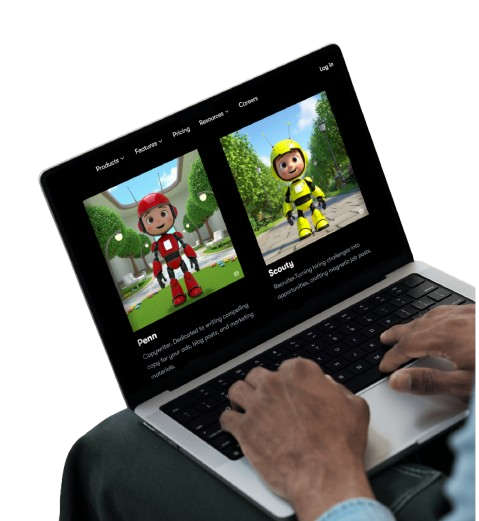 Log In
Products Features Pricing Resources Careers
Penn
Copywriter. Dedicated to writing compelling
copy for your ads, blog posts, and marketing
materials.
Scouty
Recruiter.Turning hiring challenges into
opportunities, crafting magnetic job posts.